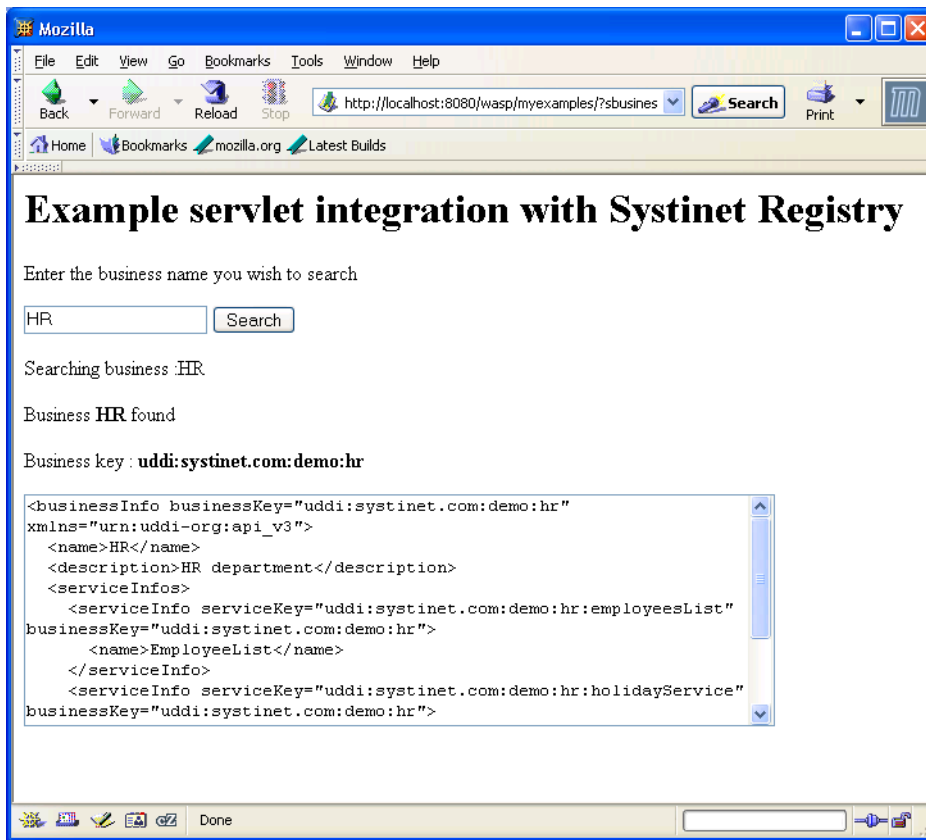 Mozilla
File Edit View Go Bookmarks Tools Window Help
Back Forward Reload Stop http://localhost:8080/wasp/myexamples/?sbusines Search Print
Home Bookmarks mozilla.org Latest Builds
Example servlet integration with Systinet Registry
Enter the business name you wish to search
HR Search
Searching business :HR
Business HR found
Business key : uddi:systinet.com:demo:hr
<businessInfo businessKey="uddi:systinet.com:demo:hr"
xmlns="urn:uddi-org:api_v3">
<name>HR</name>
<description>HR department</description>
<serviceInfos>
<serviceInfo serviceKey="uddi:systinet.com:demo:hr:employeesList"
businessKey="uddi:systinet.com:demo:hr">
<name>EmployeeList</name>
</serviceInfo>
<serviceInfo serviceKey="uddi:systinet.com:demo:hr:holidayService"
businessKey="uddi:systinet.com:demo:hr">
Done